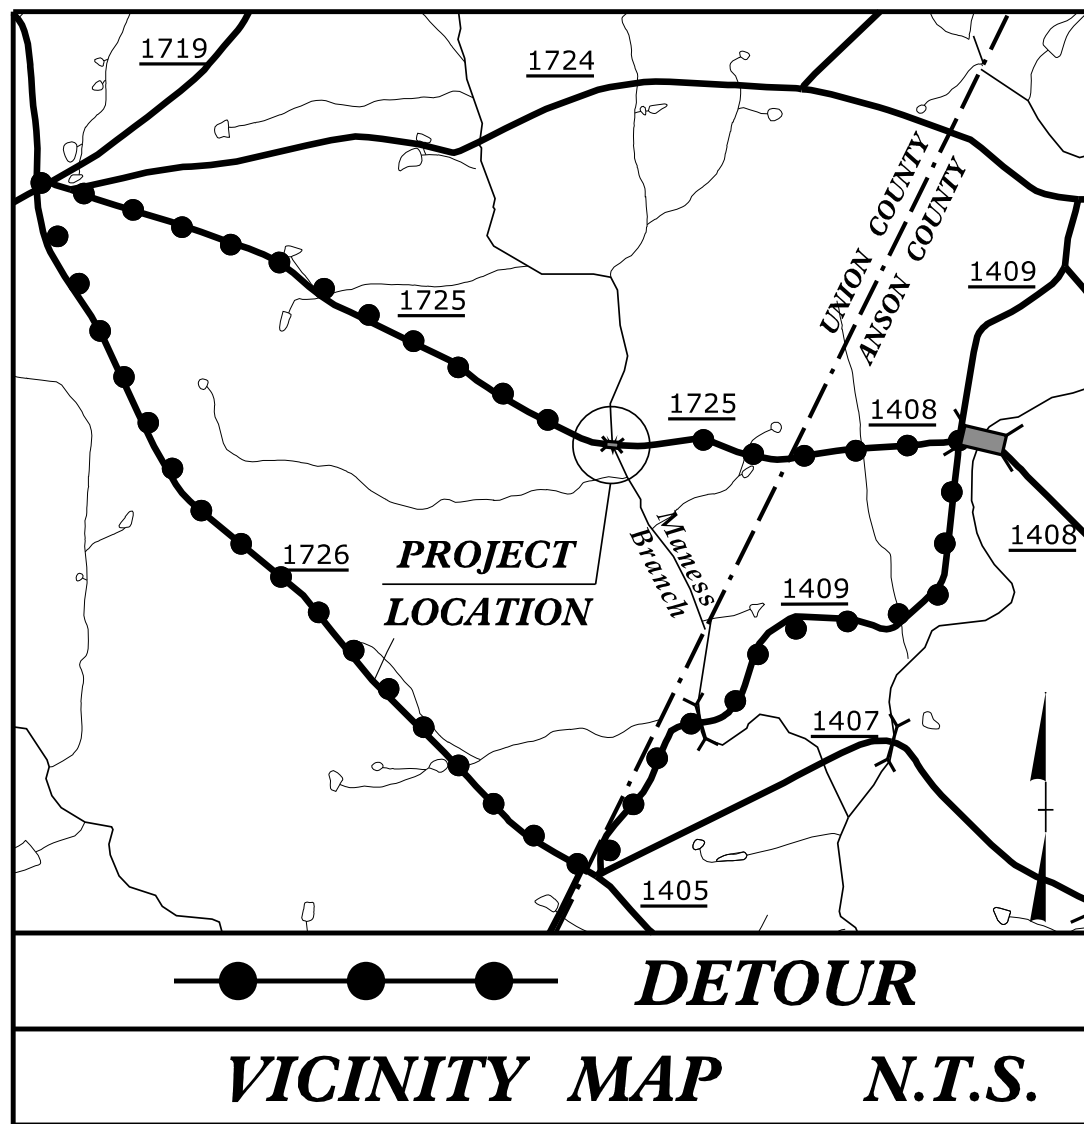 1719
1724
UNION COUNTY
ANSON COUNTY
1409
1725
1725
1408
1408
PROJECT
LOCATION
Maness
Branch
1726
1409
1407
1405
DETOUR
VICINITY MAP N.T.S.